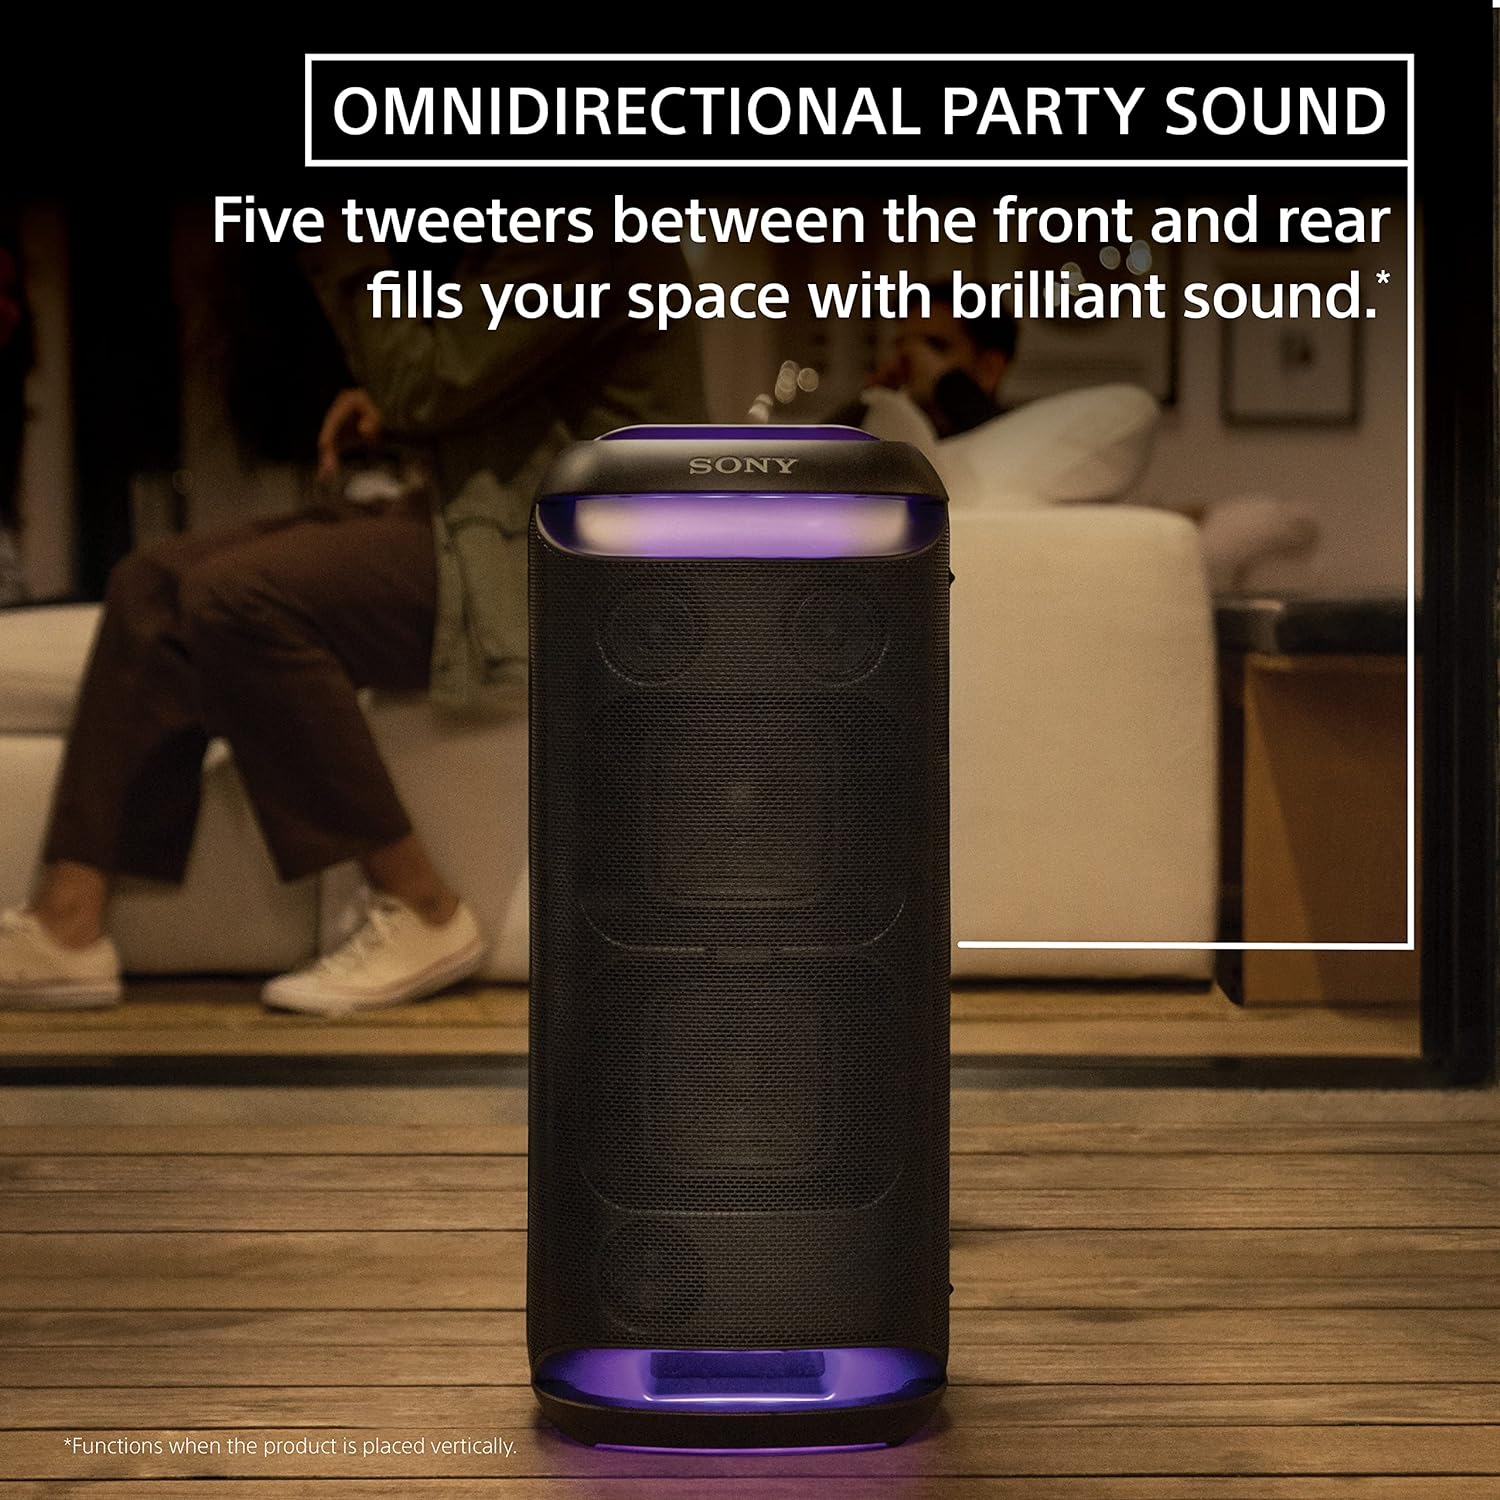 OMNIDIRECTIONAL PARTY SOUND
Five tweeters between the front and rear
fills your space with brilliant sound.*
SONY
*Functions when the product is placed vertically.